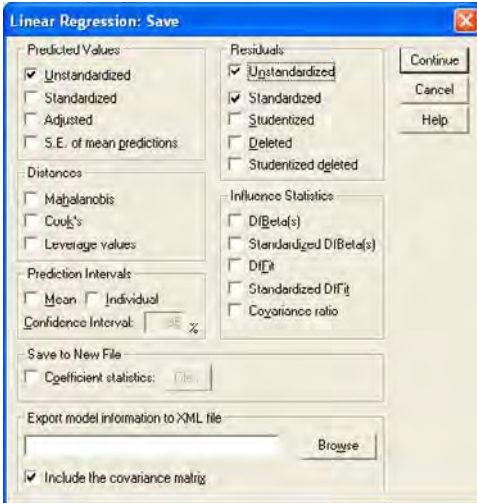 Linear Regression: Save
Predicted Values
Unstandardized
Standardized
Adjusted
S.E. of mean predictions
Distances
Mahalanobis
Cook's
Leverage values
Prediction Intervals
Mean Individual
Confidence Interval: %
Save to New File
Coefficient statistics:
Export model information to XML file
Browse
Include the covariance matrix
Residuals
Unstandardized
Standardized
Studentized
Deleted
Studentized deleted
Influence Statistics
DfBeta(s)
Standardized DfBeta(s)
DfFit
Standardized DfFit
Covariance ratio
Continue
Cancel
Help